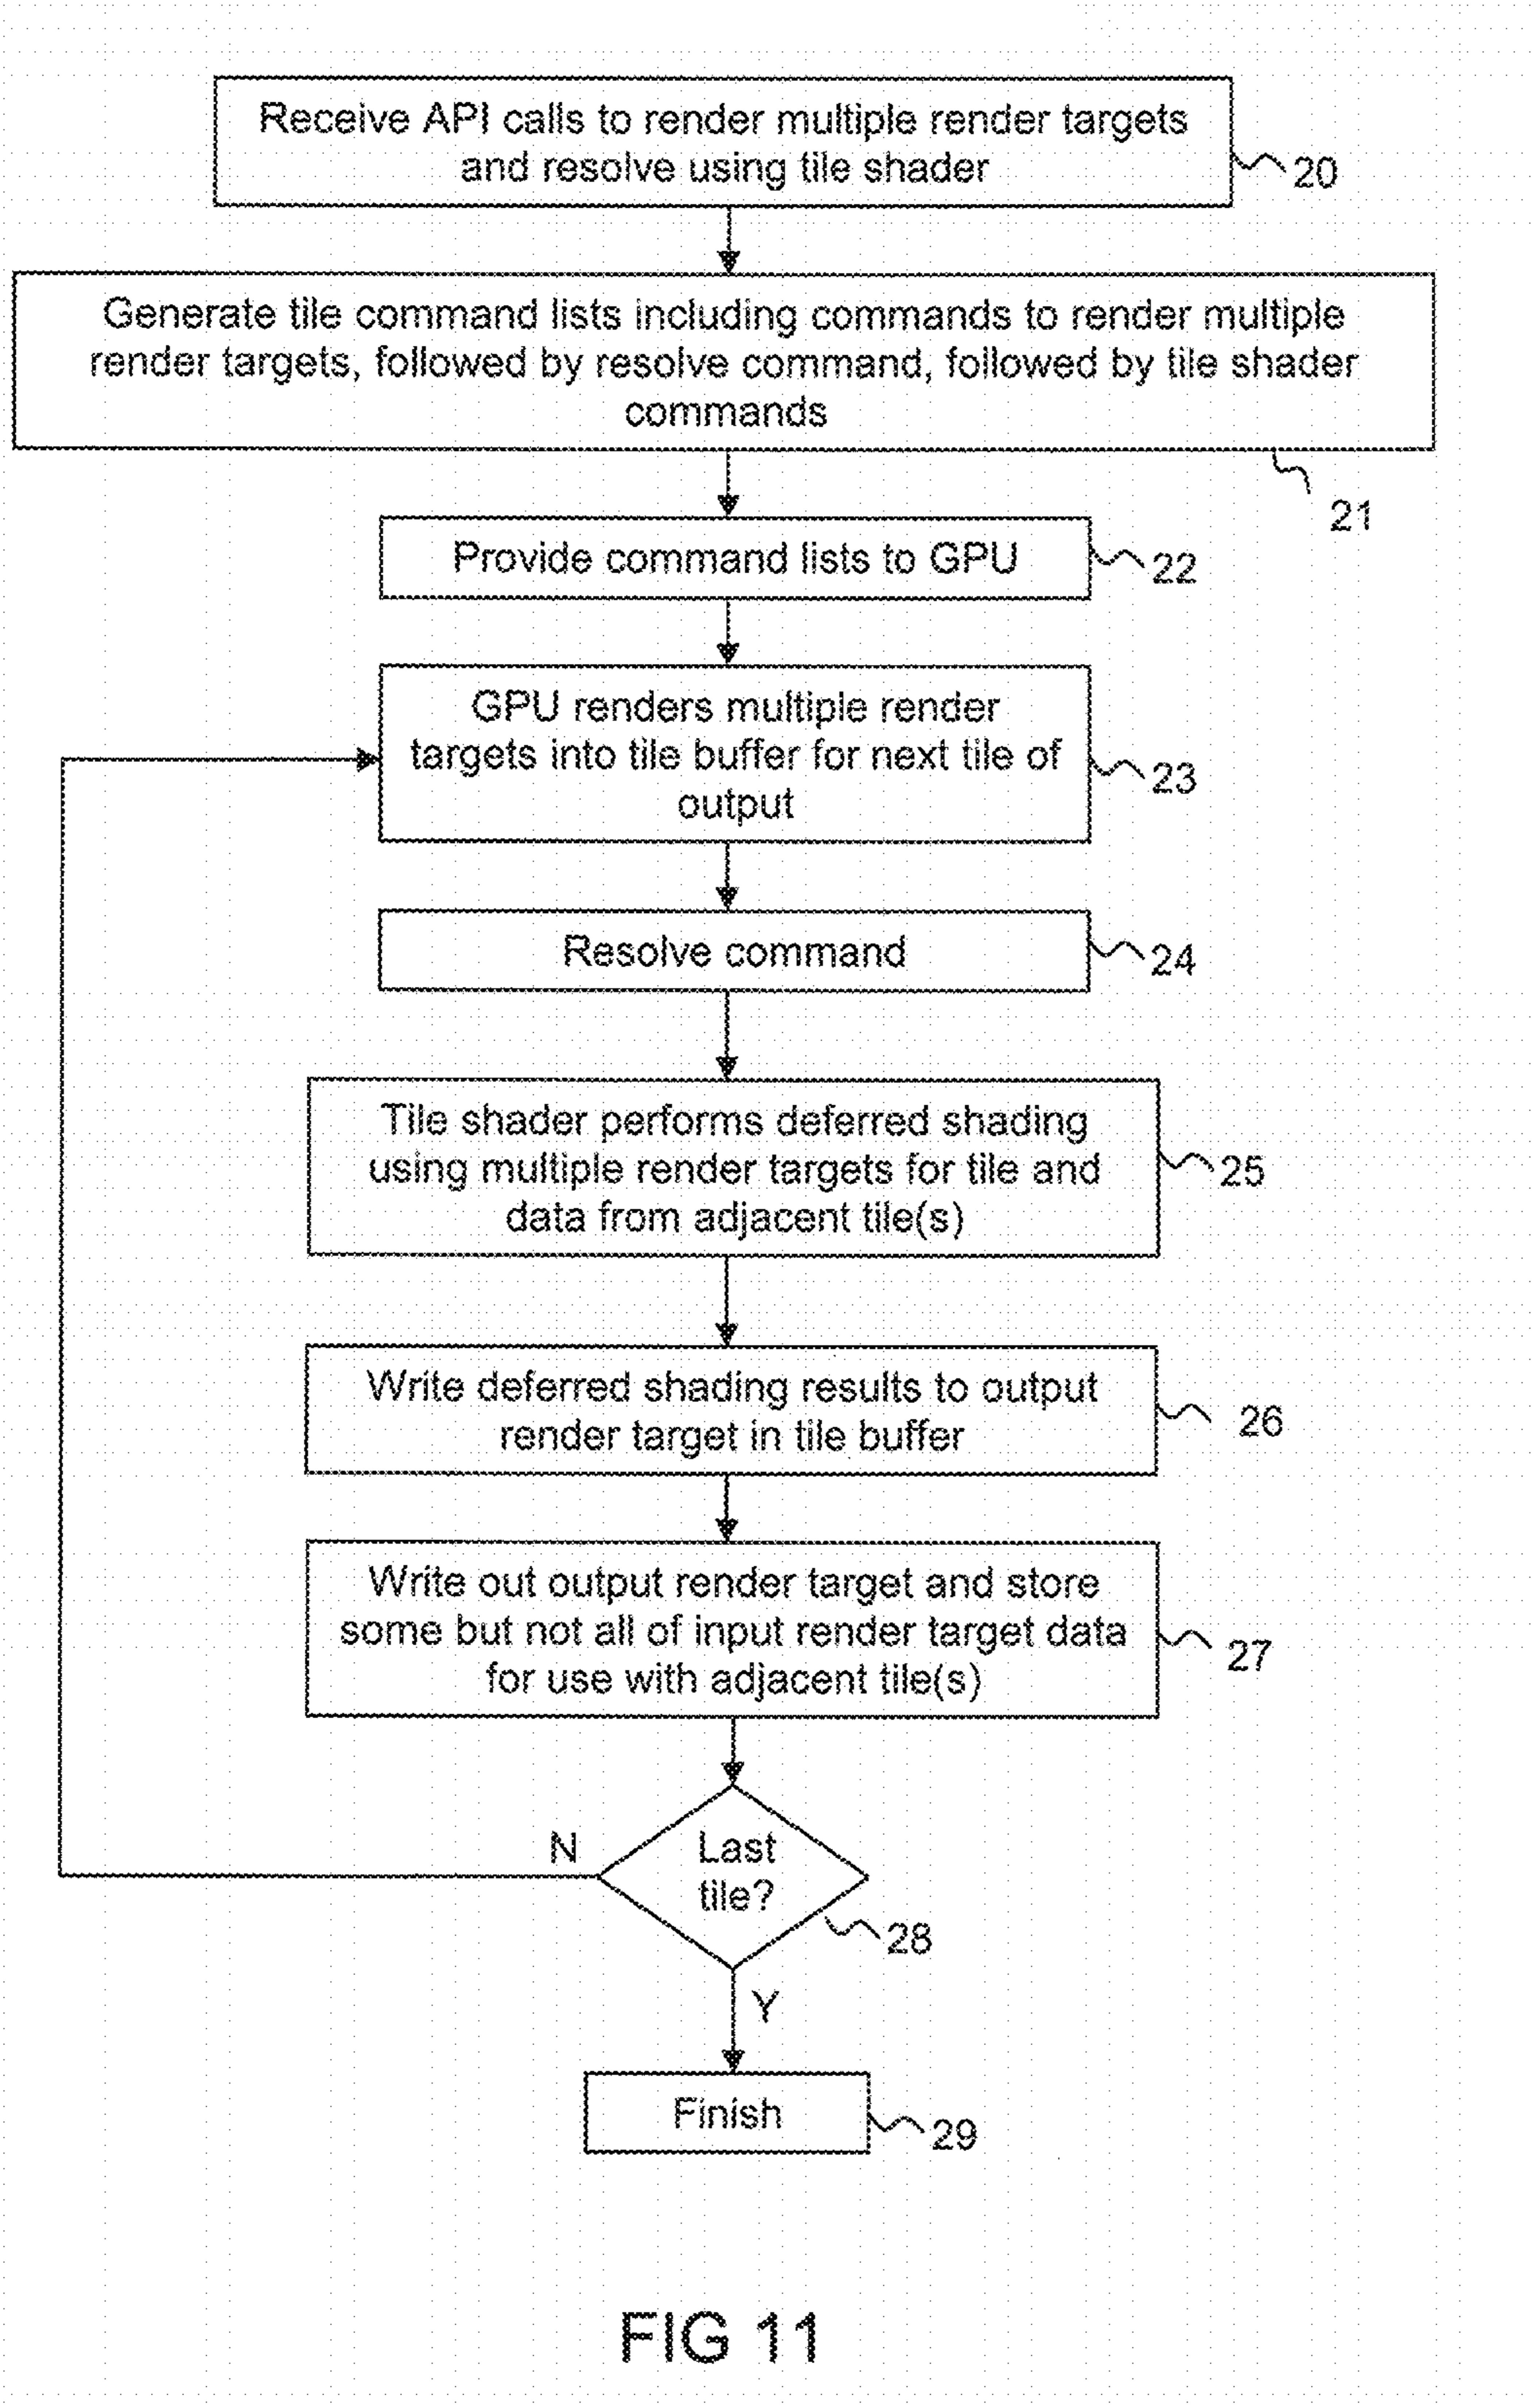 Receive API calls to render multiple render targets
and resolve using tile shader
20
Generate tile command lists including commands to render multiple
render targets, followed by resolve command, followed by tile shader
commands
21
Provide command lists to GPU
22
GPU renders multiple render
targets into tile buffer for next tile of
output
23
Resolve command
24
Tile shader performs deferred shading
using multiple render targets for tile and
data from adjacent tile(s)
25
Write deferred shading results to output
render target in tile buffer
26
Write out output render target and store
some but not all of input render target data
for use with adjacent tile(s)
27
N
Last
tile?
28
Y
Finish
29
FIG 11